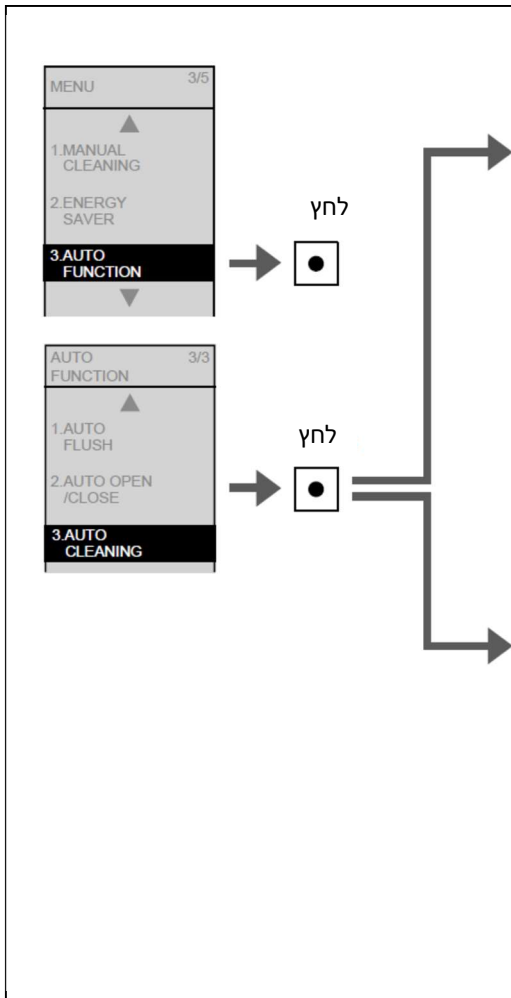 MENU 3/5
1.MANUAL
CLEANING
2.ENERGY
SAVER
3.AUTO
FUNCTION
לחץ
AUTO 3/3
FUNCTION
1.AUTO
FLUSH
2.AUTO OPEN
/CLOSE
3.AUTO
CLEANING
לחץ